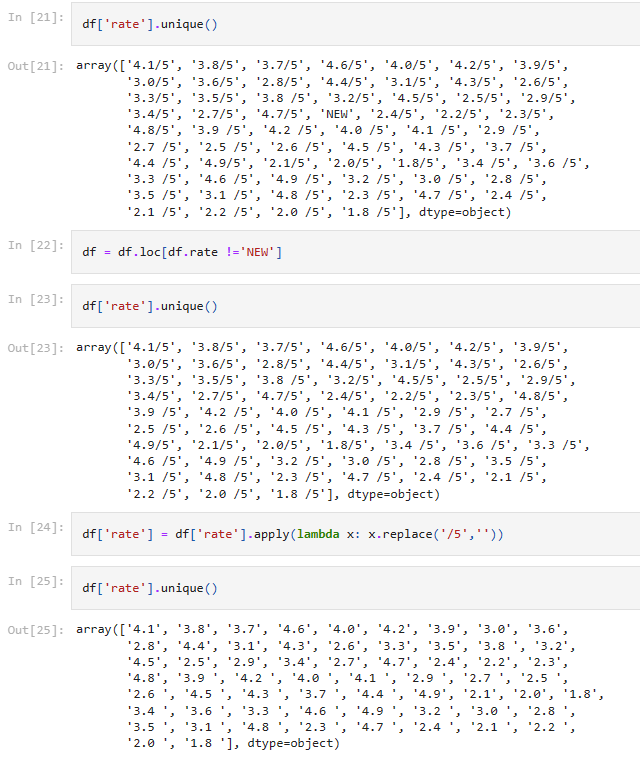 In [21]: df['rate'].unique()
Out[21]: array(['4.1/5', '3.8/5', '3.7/5', '4.6/5', '4.0/5', '4.2/5', '3.9/5',
'3.0/5', '3.6/5', '2.8/5', '4.4/5', '3.1/5', '4.3/5', '2.6/5',
'3.3/5', '3.5/5', '3.8 /5', '3.2/5', '4.5/5', '2.5/5', '2.9/5',
'3.4/5', '2.7/5', '4.7/5', 'NEW', '2.4/5', '2.2/5', '2.3/5',
'4.8/5', '3.9 /5', '4.2 /5', '4.0 /5', '4.1 /5', '2.9 /5',
'2.7 /5', '2.5 /5', '2.6 /5', '4.5 /5', '4.3 /5', '3.7 /5',
'4.4 /5', '4.9/5', '2.1/5', '2.0/5', '1.8/5', '3.4 /5', '3.6 /5',
'3.3 /5', '4.6 /5', '4.9 /5', '3.2 /5', '3.0 /5', '2.8 /5',
'3.5 /5', '3.1 /5', '4.8 /5', '2.3 /5', '4.7 /5', '2.4 /5',
'2.1 /5', '2.2 /5', '2.0 /5', '1.8 /5'], dtype=object)
In [22]: df = df.loc[df.rate !='NEW']
In [23]: df['rate'].unique()
Out[23]: array(['4.1/5', '3.8/5', '3.7/5', '4.6/5', '4.0/5', '4.2/5', '3.9/5',
'3.0/5', '3.6/5', '2.8/5', '4.4/5', '3.1/5', '4.3/5', '2.6/5',
'3.3/5', '3.5/5', '3.8 /5', '3.2/5', '4.5/5', '2.5/5', '2.9/5',
'3.4/5', '2.7/5', '4.7/5', '2.4/5', '2.2/5', '2.3/5', '4.8/5',
'3.9 /5', '4.2 /5', '4.0 /5', '4.1 /5', '2.9 /5', '2.7 /5',
'2.5 /5', '2.6 /5', '4.5 /5', '4.3 /5', '3.7 /5', '4.4 /5',
'4.9/5', '2.1/5', '2.0/5', '1.8/5', '3.4 /5', '3.6 /5', '3.3 /5',
'4.6 /5', '4.9 /5', '3.2 /5', '3.0 /5', '2.8 /5', '3.5 /5',
'3.1 /5', '4.8 /5', '2.3 /5', '4.7 /5', '2.4 /5', '2.1 /5',
'2.2 /5', '2.0 /5', '1.8 /5'], dtype=object)
In [24]: df['rate'] = df['rate'].apply(lambda x: x.replace('/5',''))
In [25]: df['rate'].unique()
Out[25]: array(['4.1', '3.8', '3.7', '4.6', '4.0', '4.2', '3.9', '3.0', '3.6',
'2.8', '4.4', '3.1', '4.3', '2.6', '3.3', '3.5', '3.8 ', '3.2',
'4.5', '2.5', '2.9', '3.4', '2.7', '4.7', '2.4', '2.2', '2.3',
'4.8', '3.9 ', '4.2 ', '4.0 ', '4.1 ', '2.9 ', '2.7 ', '2.5 ',
'2.6 ', '4.5 ', '4.3 ', '3.7 ', '4.4 ', '4.9', '2.1', '2.0', '1.8',
'3.4 ', '3.6 ', '3.3 ', '4.6 ', '4.9 ', '3.2 ', '3.0 ', '2.8 ',
'3.5 ', '3.1 ', '4.8 ', '2.3 ', '4.7 ', '2.4 ', '2.1 ', '2.2 ',
'2.0 ', '1.8 '], dtype=object)